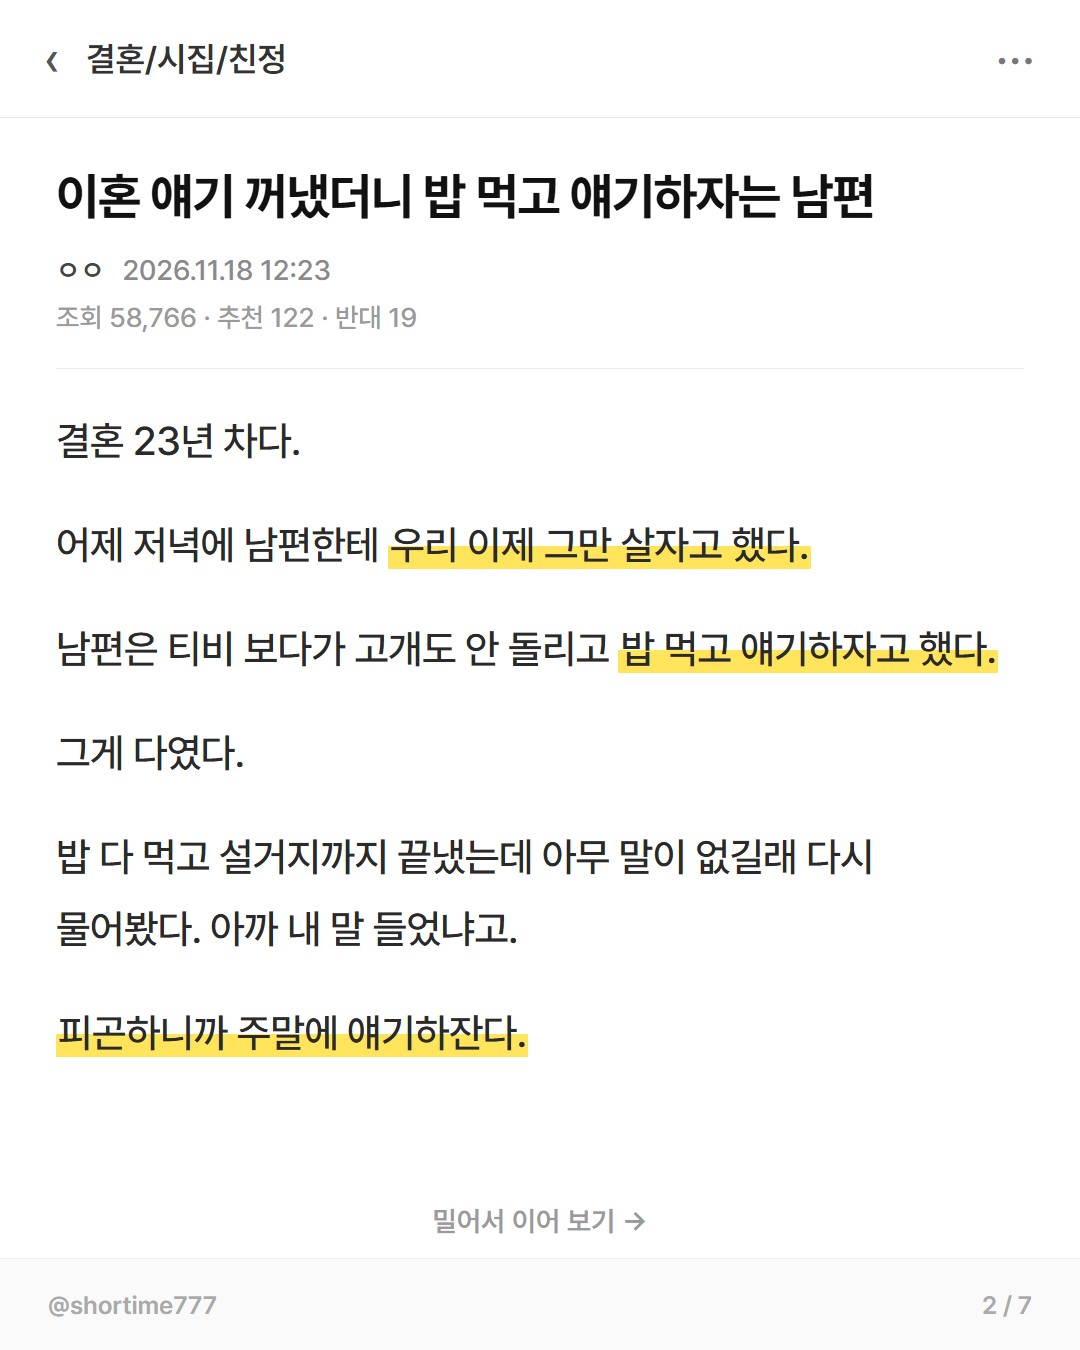 ‹ 결혼/시집/친정 ...
이혼 얘기 꺼냈더니 밥 먹고 얘기하자는 남편
ㅇㅇ 2026.11.18 12:23
조회 58,766 · 추천 122 · 반대 19
결혼 23년 차다.
어제 저녁에 남편한테 우리 이제 그만 살자고 했다.
남편은 티비 보다가 고개도 안 돌리고 밥 먹고 얘기하자고 했다.
그게 다였다.
밥 다 먹고 설거지까지 끝냈는데 아무 말이 없길래 다시
물어봤다. 아까 내 말 들었냐고.
피곤하니까 주말에 얘기하잔다.
밀어서 이어 보기 →
@shortime777 2 / 7